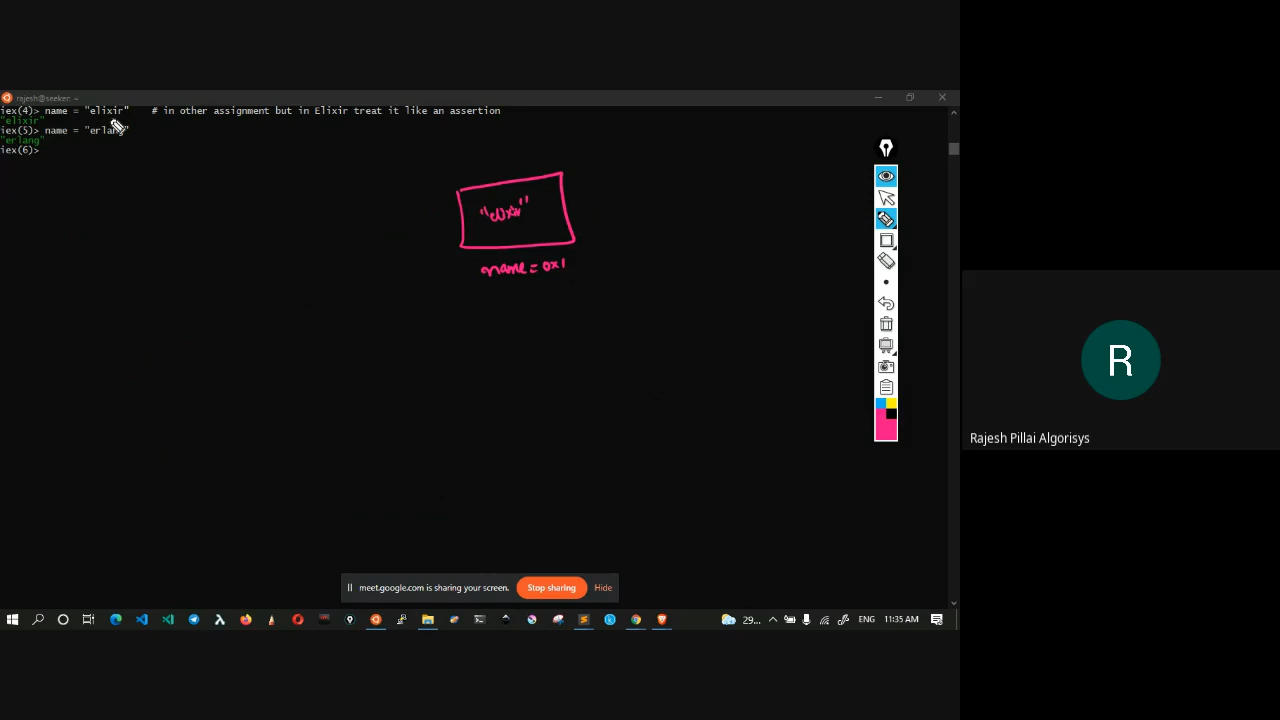 rajesh@seeker: ~
iex(4)> name = "elixir" # in other assignment but in Elixir treat it like an assertion
"elixir"
iex(5)> name = "erlang"
"erlang"
iex(6)>
"elixir"
name = 0x1
R
Rajesh Pillai Algorisys
meet.google.com is sharing your screen. Stop sharing Hide
29... ENG 11:35 AM